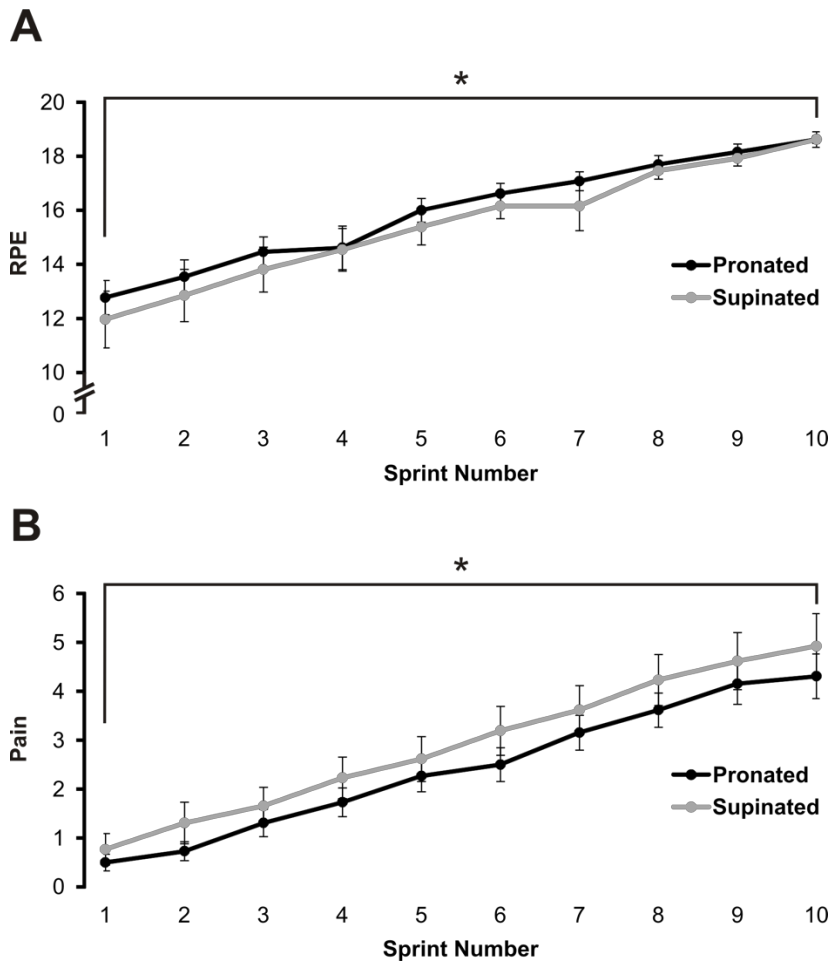 A
*
20
18
16
14
12
10
0
RPE
Pronated
Supinated
1 2 3 4 5 6 7 8 9 10
Sprint Number
B
*
6
5
4
3
2
1
0
Pain
Pronated
Supinated
1 2 3 4 5 6 7 8 9 10
Sprint Number